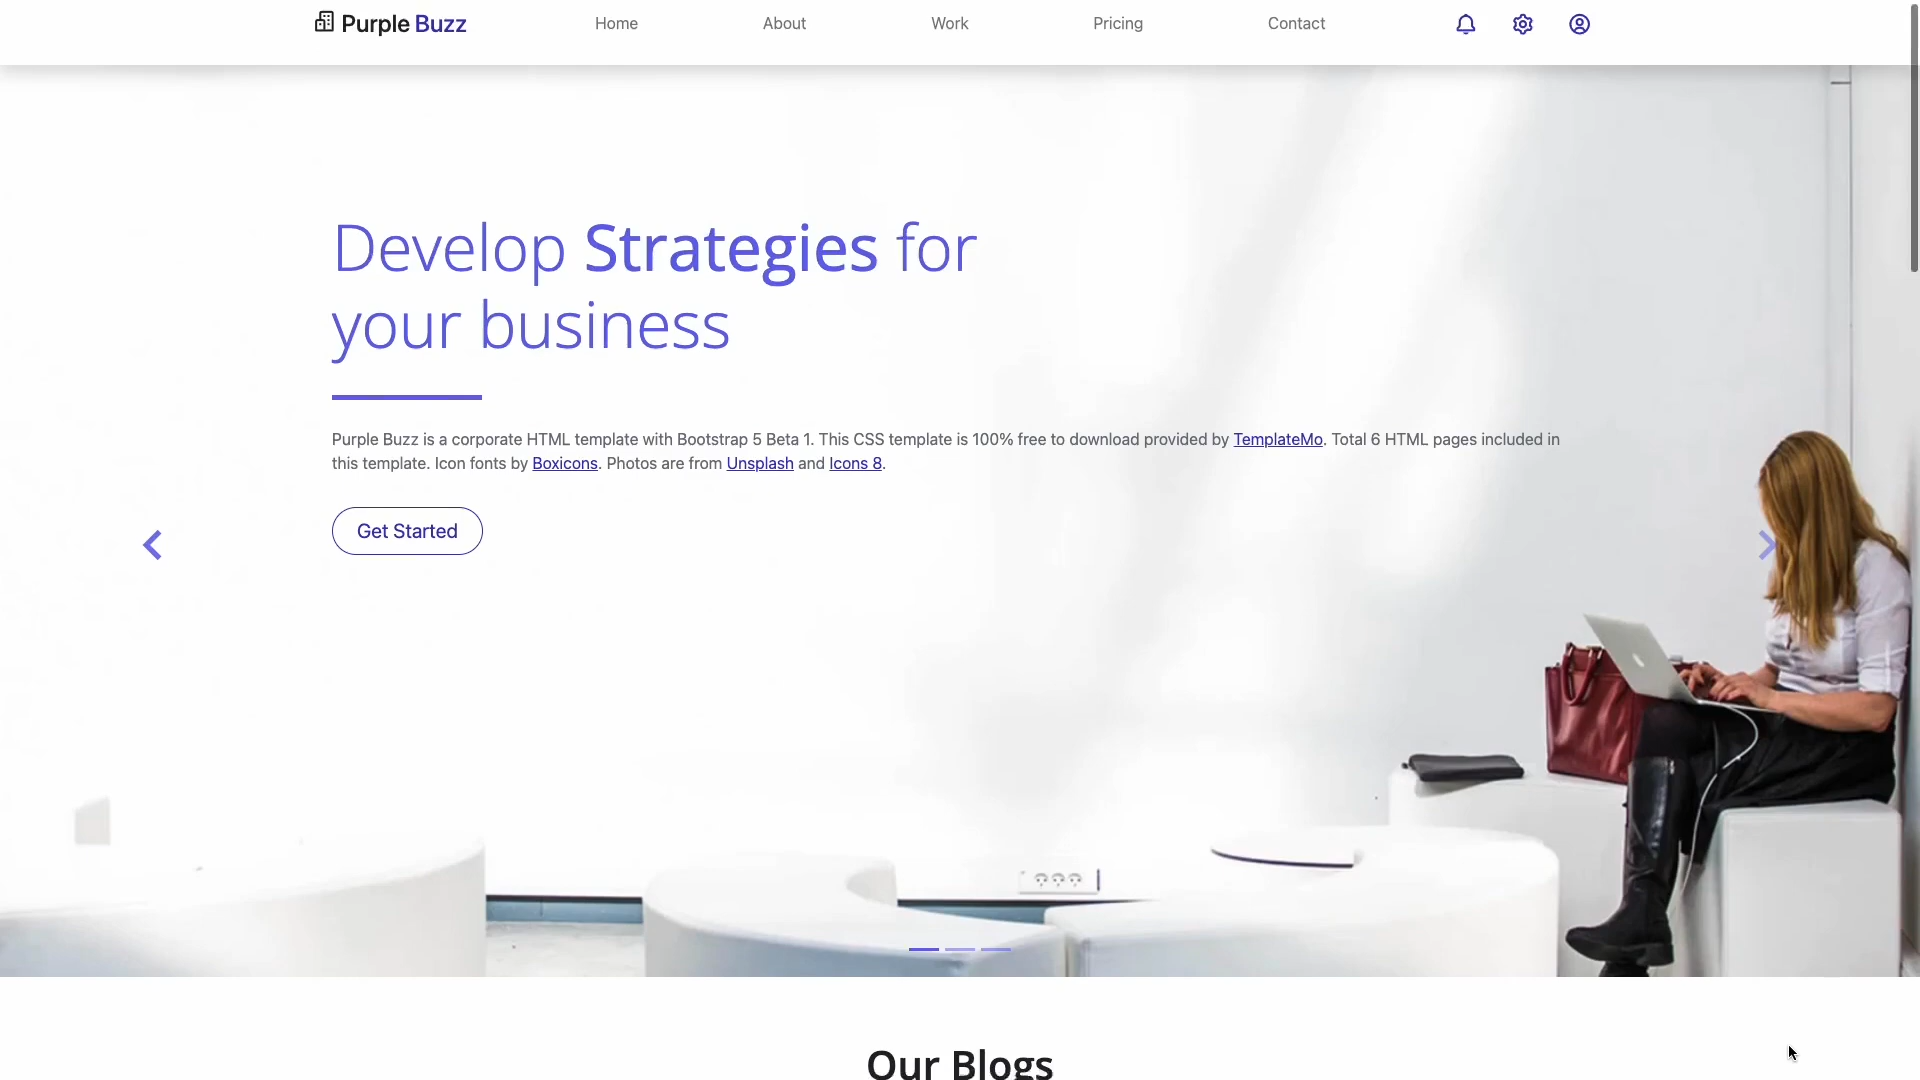 Purple Buzz
Home
About
Work
Pricing
Contact
Develop Strategies for
your business
Purple Buzz is a corporate HTML template with Bootstrap 5 Beta 1. This CSS template is 100% free to download provided by TemplateMo. Total 6 HTML pages included in
this template. Icon fonts by Boxicons. Photos are from Unsplash and Icons 8.
Get Started
Our Blogs